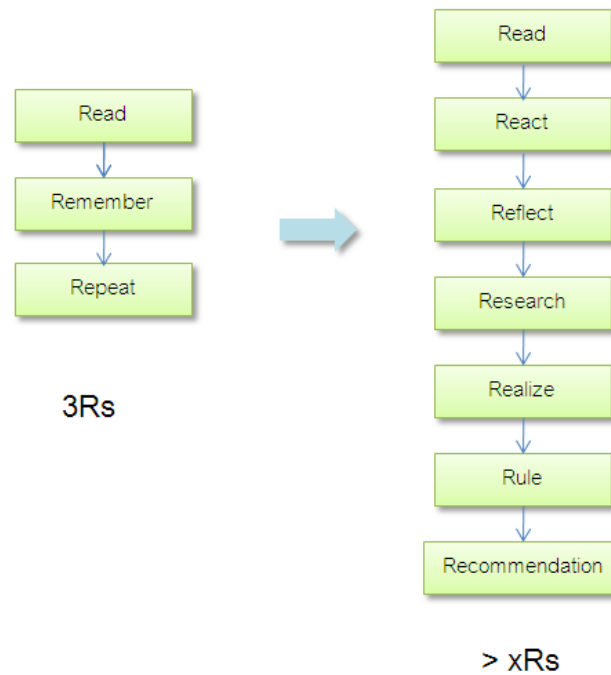 Read
Remember
Repeat
3Rs
Read
React
Reflect
Research
Realize
Rule
Recommendation
> xRs